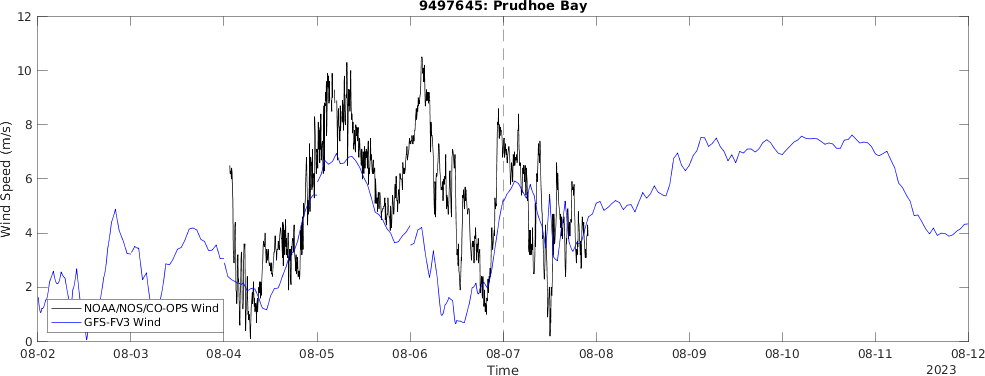 9497645: Prudhoe Bay
12
10
8
6
4
2
0
Wind Speed (m/s)
NOAA/NOS/CO-OPS Wind
GFS-FV3 Wind
08-02 08-03 08-04 08-05 08-06 08-07 08-08 08-09 08-10 08-11 08-12
Time
2023